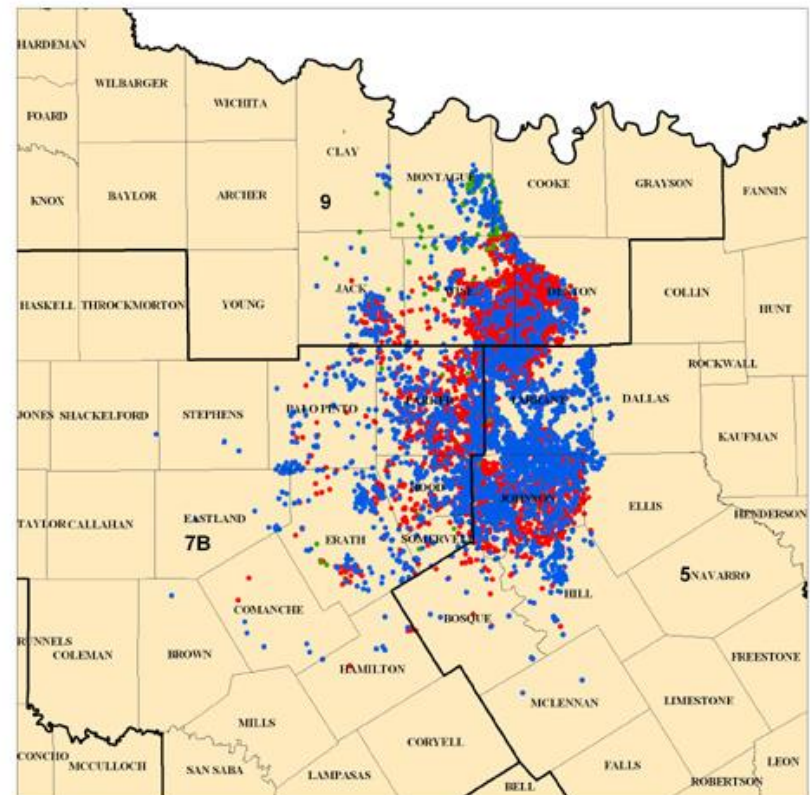 HARDEMAN
WILBARGER
WICHITA
FOARD
CLAY
MONTAGUE
COOKE
GRAYSON
FANNIN
KNOX
BAYLOR
ARCHER
9
HASKELL
THROCKMORTON
YOUNG
JACK
WISE
DENTON
COLLIN
HUNT
ROCKWALL
JONES
SHACKELFORD
STEPHENS
PALO PINTO
PARKER
TARRANT
DALLAS
KAUFMAN
TAYLOR
CALLAHAN
EASTLAND
7B
ERATH
HOOD
SOMERVELL
JOHNSON
ELLIS
HENDERSON
5
NAVARRO
HILL
COMANCHE
BOSQUE
RUNNELS
COLEMAN
BROWN
HAMILTON
FREESTONE
MCLENNAN
LIMESTONE
MILLS
CORYELL
CONCHO
MCCULLOCH
SAN SABA
LAMPASAS
BELL
FALLS
ROBERTSON
LEON